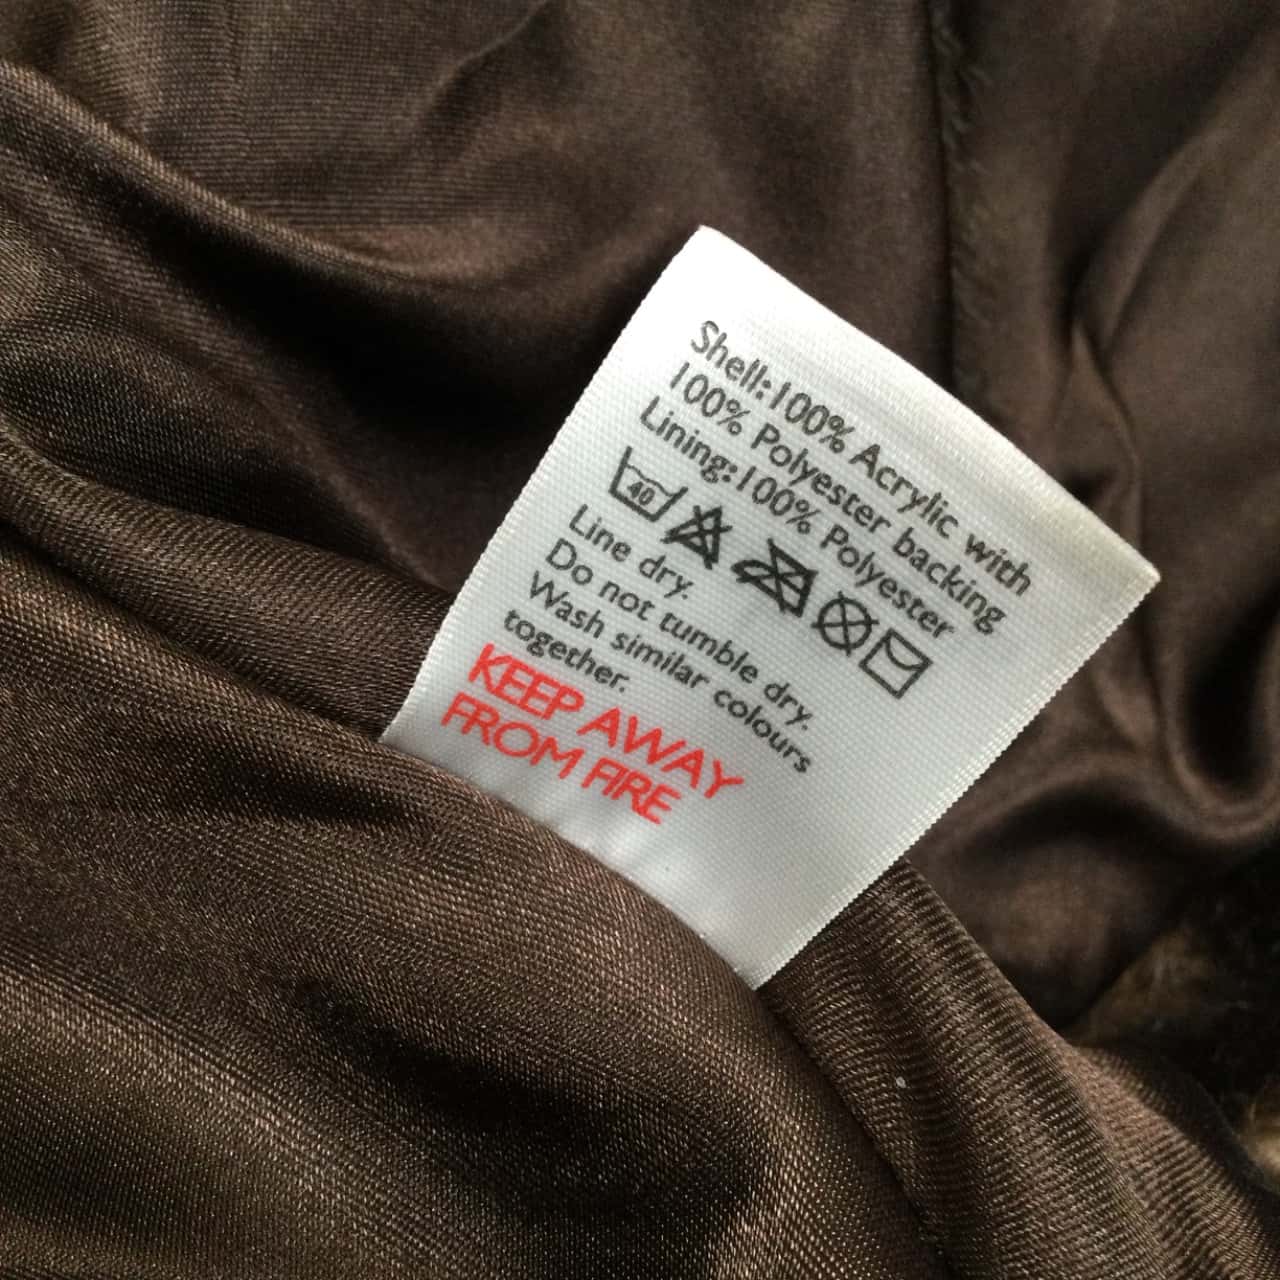 Shell:100% Acrylic with
100% Polyester backing
Lining:100% Polyester
40
Line dry.
Do not tumble dry.
Wash similar colours
together.
KEEP AWAY
FROM FIRE